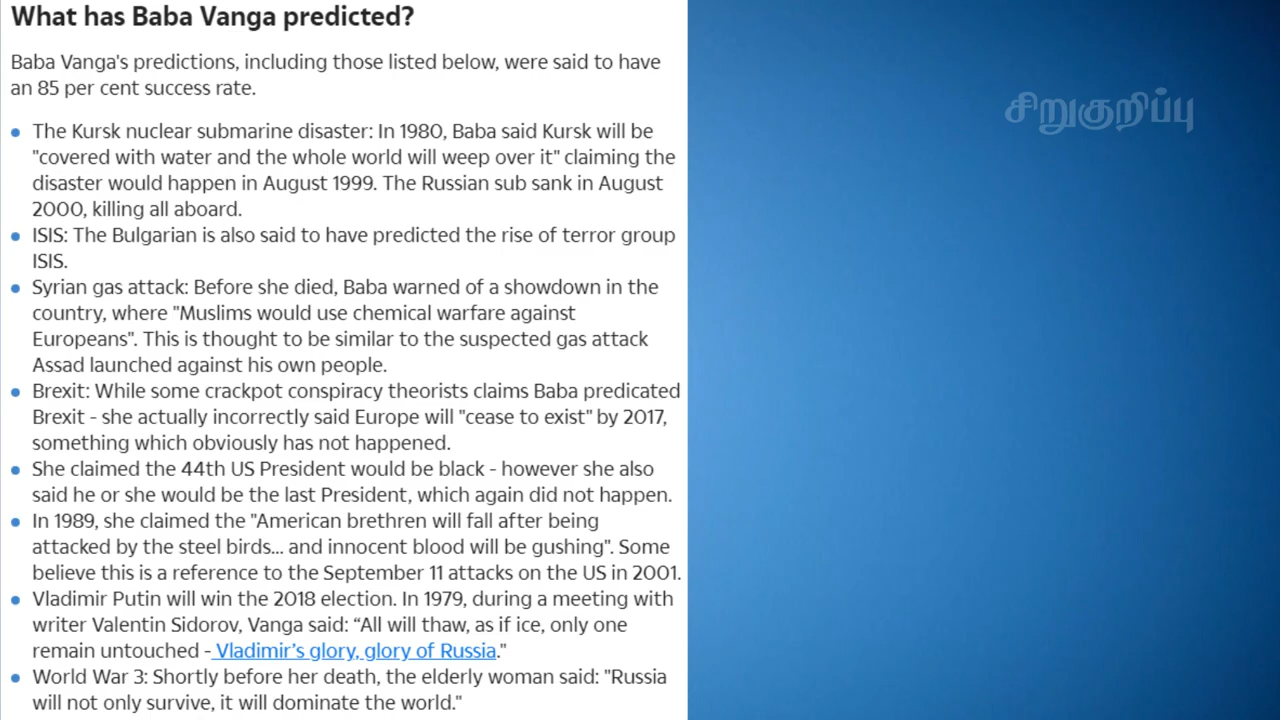 What has Baba Vanga predicted?
Baba Vanga's predictions, including those listed below, were said to have
an 85 per cent success rate.
The Kursk nuclear submarine disaster: In 1980, Baba said Kursk will be
"covered with water and the whole world will weep over it" claiming the
disaster would happen in August 1999. The Russian sub sank in August
2000, killing all aboard.
ISIS: The Bulgarian is also said to have predicted the rise of terror group
ISIS.
Syrian gas attack: Before she died, Baba warned of a showdown in the
country, where "Muslims would use chemical warfare against
Europeans". This is thought to be similar to the suspected gas attack
Assad launched against his own people.
Brexit: While some crackpot conspiracy theorists claims Baba predicated
Brexit - she actually incorrectly said Europe will "cease to exist" by 2017,
something which obviously has not happened.
She claimed the 44th US President would be black - however she also
said he or she would be the last President, which again did not happen.
In 1989, she claimed the "American brethren will fall after being
attacked by the steel birds... and innocent blood will be gushing". Some
believe this is a reference to the September 11 attacks on the US in 2001.
Vladimir Putin will win the 2018 election. In 1979, during a meeting with
writer Valentin Sidorov, Vanga said: “All will thaw, as if ice, only one
remain untouched - Vladimir’s glory, glory of Russia."
World War 3: Shortly before her death, the elderly woman said: "Russia
will not only survive, it will dominate the world."
சிறுகுறிப்பு